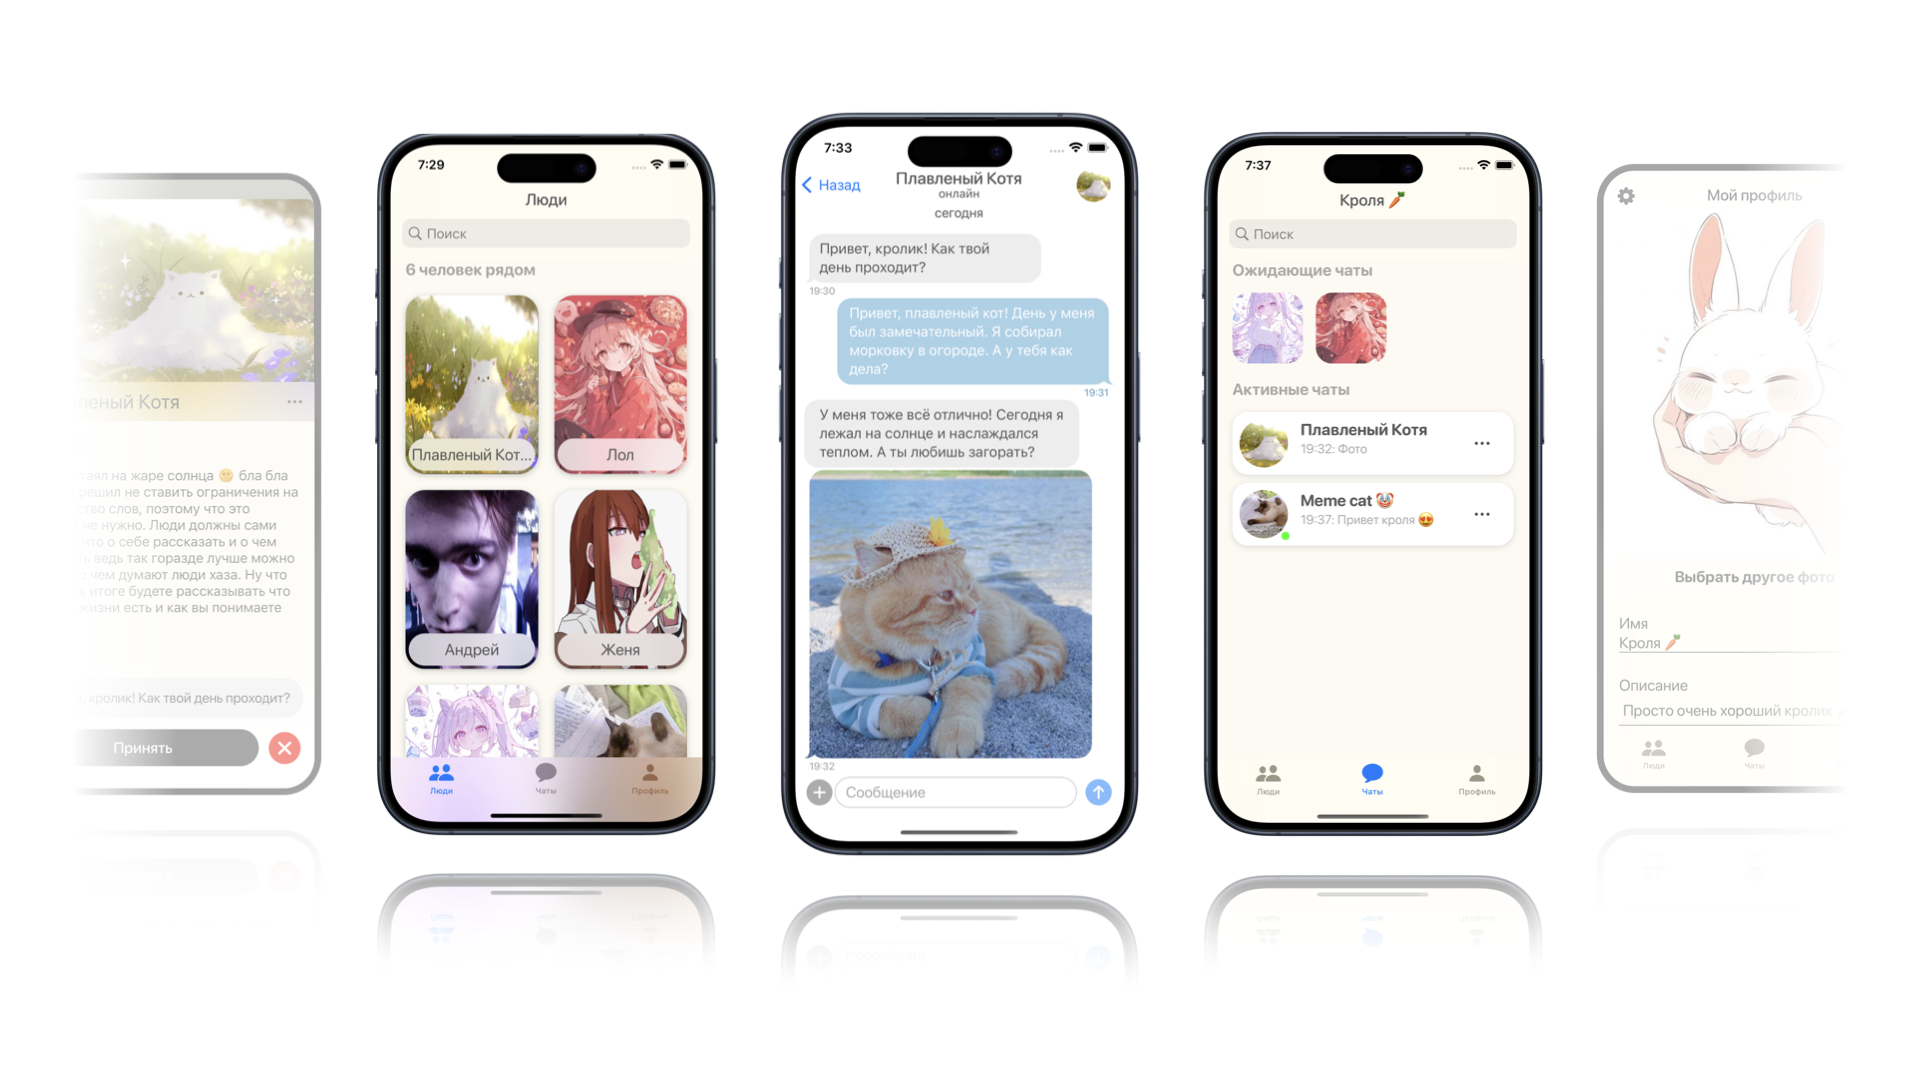 леный Котя
...
таял на жаре солнца 😁 бла бла
решил не ставить ограничения на
ство слов, поэтому что это
не нужно. Люди должны сами
что о себе рассказать и о чем
ть ведь так горазде лучше можно
о чем думают люди хаза. Ну что
в итоге будете рассказывать что
жизни есть и как вы понимаете
, кролик! Как твой день проходит?
Принять
7:29
Люди
Поиск
6 человек рядом
Плавленый Кот...
Лол
Андрей
Женя
Люди
Чаты
Профиль
7:33
Назад
Плавленый Котя
онлайн
сегодня
Привет, кролик! Как твой
день проходит?
19:30
Привет, плавленый кот! День у меня
был замечательный. Я собирал
морковку в огороде. А у тебя как
дела?
19:31
У меня тоже всё отлично! Сегодня я
лежал на солнце и наслаждался
теплом. А ты любишь загорать?
19:32
Сообщение
7:37
Кроля 🥕
Поиск
Ожидающие чаты
Активные чаты
Плавленый Котя
19:32: Фото
...
Meme cat 🤡
19:37: Привет кроля 😍
...
Люди
Чаты
Профиль
Мой профиль
Выбрать другое фото
Имя
Кроля 🥕
Описание
Просто очень хороший кролик
Люди
Чаты